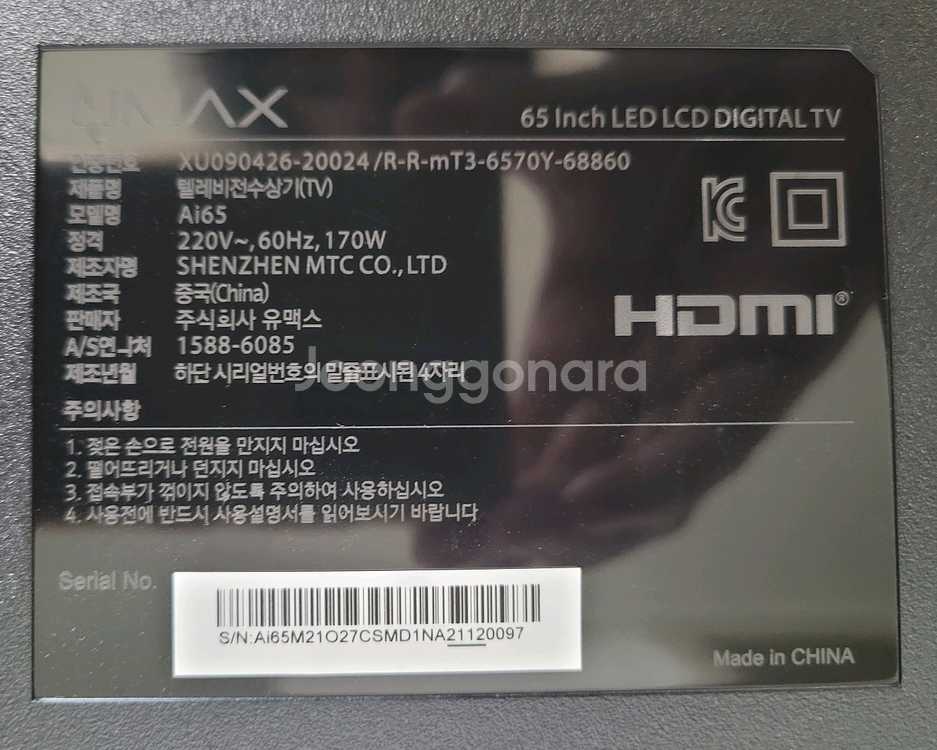 UMAX
65 Inch LED LCD DIGITAL TV
인증번호 XU090426-20024/R-R-mT3-6570Y-68860
제품명 텔레비전수상기(TV)
모델명 Ai65
정격 220V~, 60Hz, 170W
제조자명 SHENZHEN MTC CO., LTD
제조국 중국(China)
판매자 주식회사 유맥스
A/S연락처 1588-6085
제조년월 하단 시리얼번호의 밑줄표시된 4자리
주의사항
1. 젖은 손으로 전원을 만지지 마십시오
2. 떨어뜨리거나 던지지 마십시오
3. 접속부가 꺾이지 않도록 주의하여 사용하십시오
4. 사용전에 반드시 사용설명서를 읽어보시기 바랍니다
HDMI®
Joonggonara
Serial No.
S/N:Ai65M21O27CSMD1NA21120097
Made in CHINA